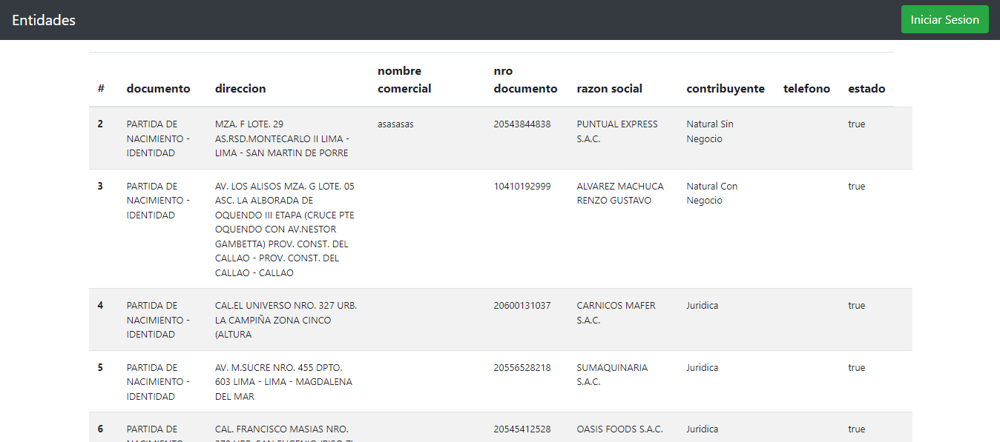 Entidades
Iniciar Sesion
# documento direccion nombre comercial nro documento razon social contribuyente telefono estado
2 PARTIDA DE MZA. F LOTE. 29 asasasas 20543844838 PUNTUAL EXPRESS Natural Sin true
NACIMIENTO - AS.RSD.MONTECARLO II LIMA - S.A.C. Negocio
IDENTIDAD LIMA - SAN MARTIN DE PORRE
3 PARTIDA DE AV. LOS ALISOS MZA. G LOTE. 05 10410192999 ALVAREZ MACHUCA Natural Con true
NACIMIENTO - ASC. LA ALBORADA DE RENZO GUSTAVO Negocio
IDENTIDAD OQUENDO III ETAPA (CRUCE PTE
OQUENDO CON AV.NESTOR
GAMBETTA) PROV. CONST. DEL
CALLAO - PROV. CONST. DEL
CALLAO - CALLAO
4 PARTIDA DE CAL.EL UNIVERSO NRO. 327 URB. 20600131037 CARNICOS MAFER Juridica true
NACIMIENTO - LA CAMPIÑA ZONA CINCO S.A.C.
IDENTIDAD (ALTURA
5 PARTIDA DE AV. M.SUCRE NRO. 455 DPTO. 20556528218 SUMAQUINARIA Juridica true
NACIMIENTO - 603 LIMA - LIMA - MAGDALENA S.A.C.
IDENTIDAD DEL MAR
6 PARTIDA DE CAL. FRANCISCO MASIAS NRO. 20545412528 OASIS FOODS S.A.C. Juridica true